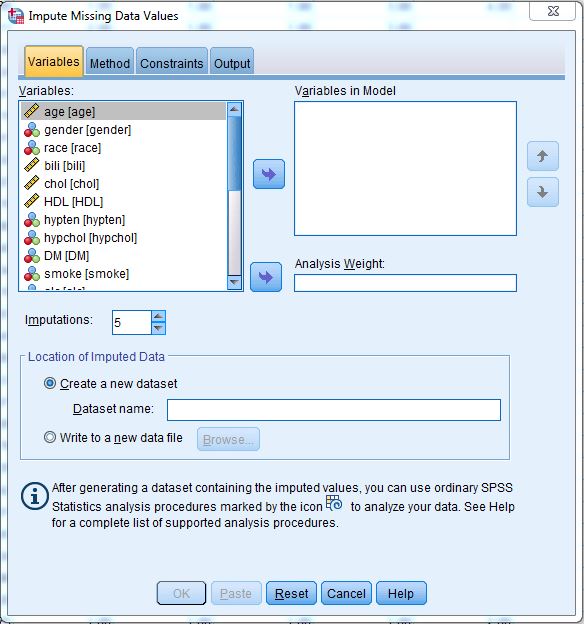 Impute Missing Data Values
Variables
Method
Constraints
Output
Variables:
age [age]
gender [gender]
race [race]
bili [bili]
chol [chol]
HDL [HDL]
hypten [hypten]
hypchol [hypchol]
DM [DM]
smoke [smoke]
Variables in Model
Analysis Weight:
Imputations:
5
Location of Imputed Data
Create a new dataset
Dataset name:
Write to a new data file
Browse...
After generating a dataset containing the imputed values, you can use ordinary SPSS
Statistics analysis procedures marked by the icon to analyze your data. See Help
for a complete list of supported analysis procedures.
OK
Paste
Reset
Cancel
Help